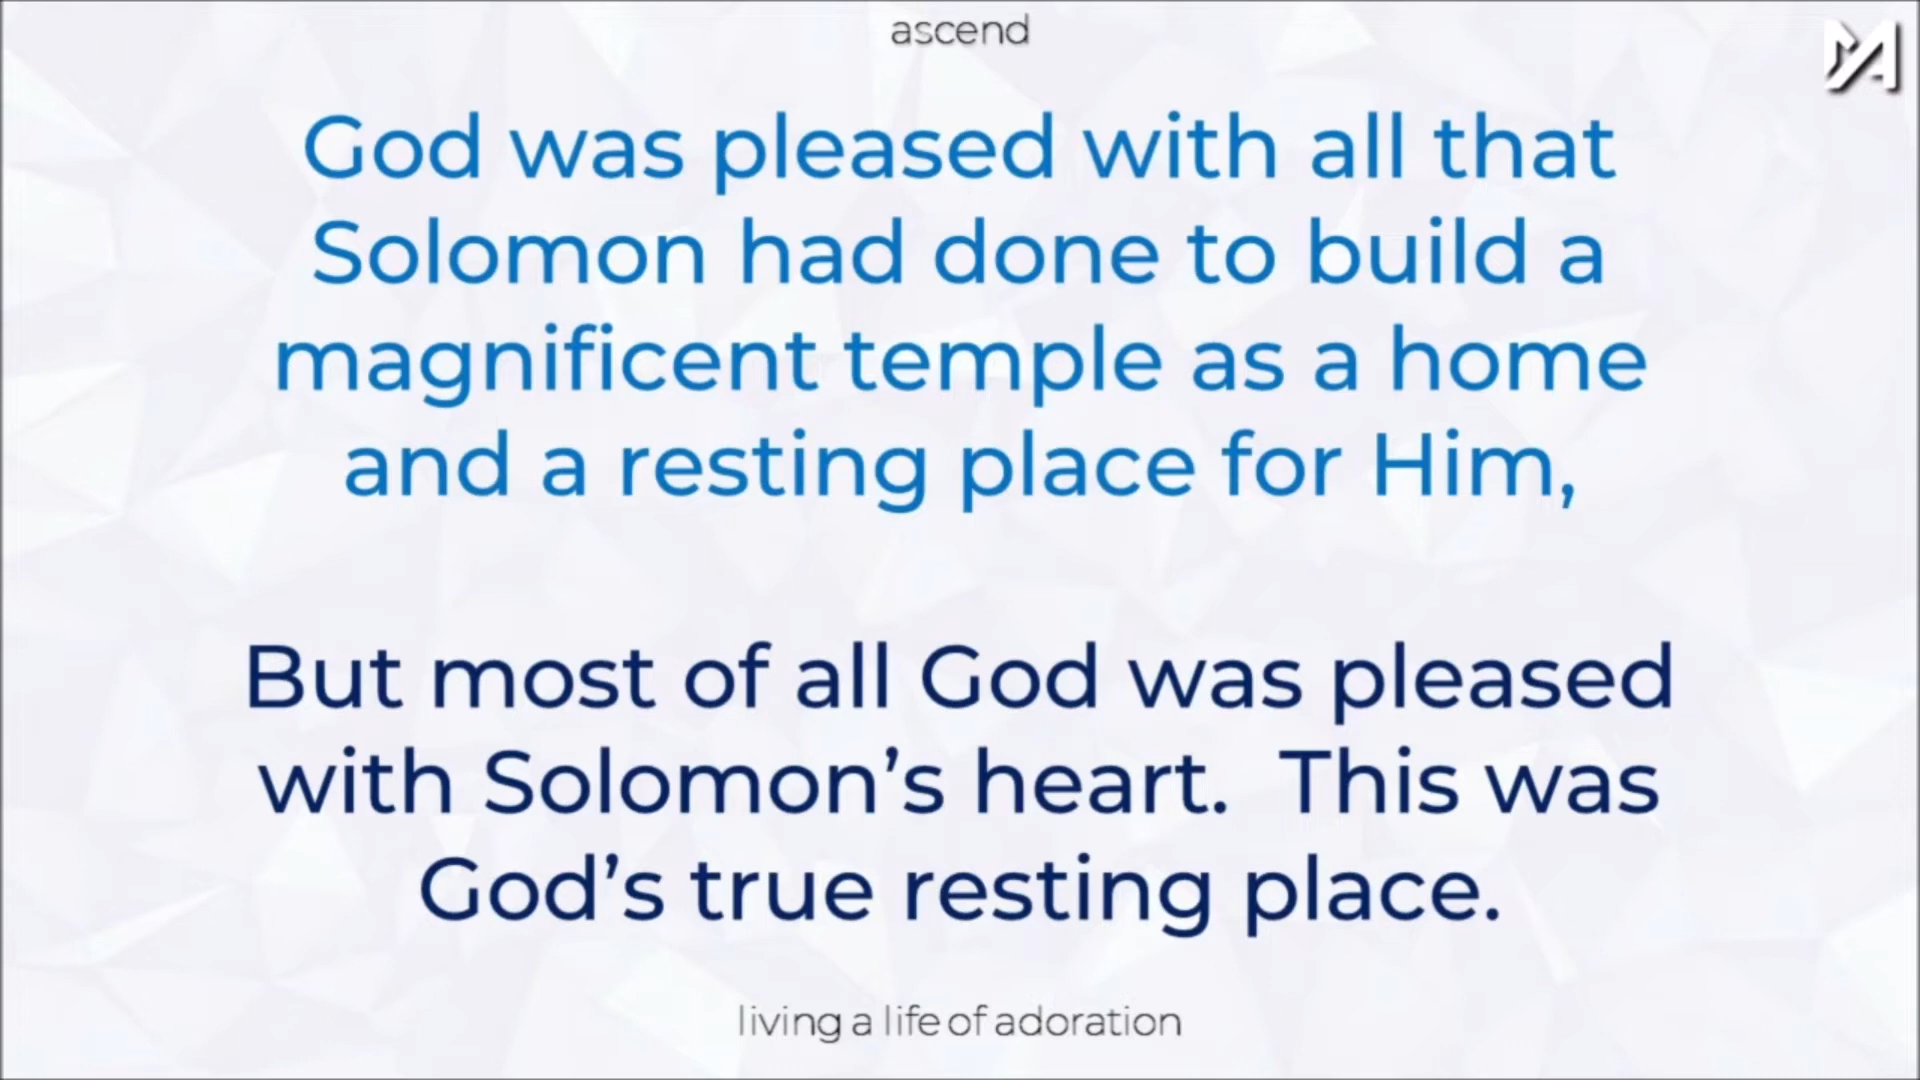 ascend
God was pleased with all that
Solomon had done to build a
magnificent temple as a home
and a resting place for Him,
But most of all God was pleased
with Solomon’s heart.  This was
God’s true resting place.
living a life of adoration